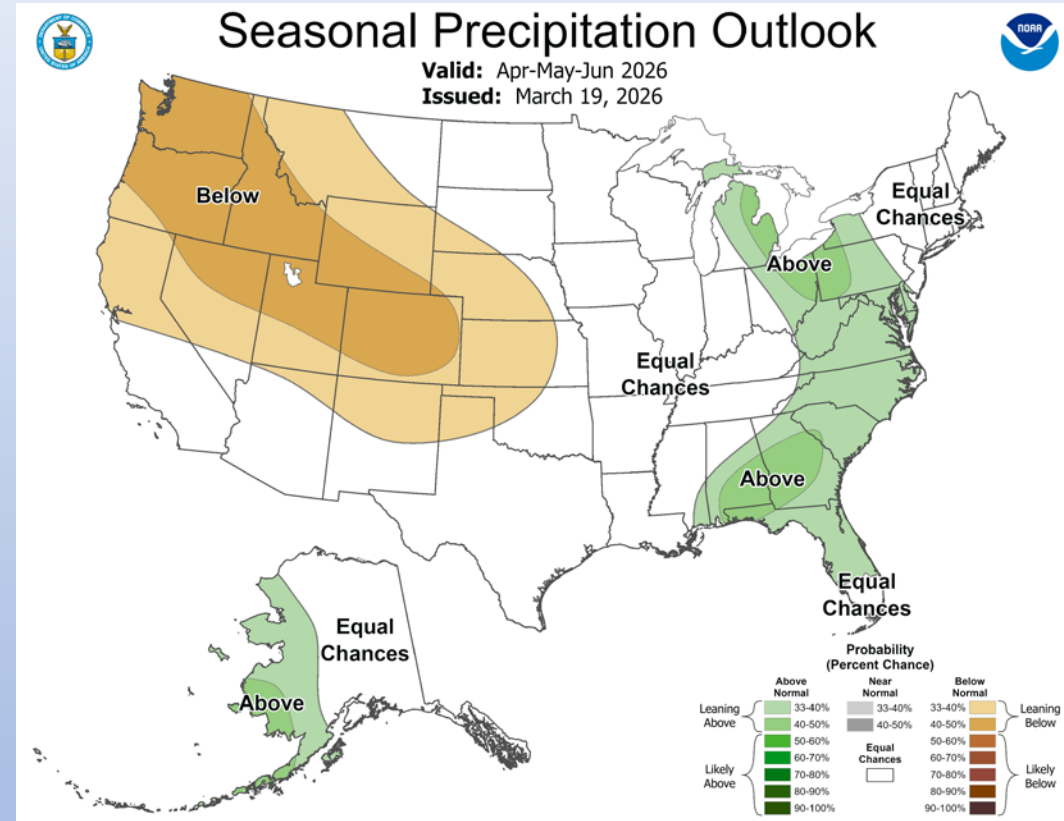 Seasonal Precipitation Outlook
Valid: Apr-May-Jun 2026
Issued: March 19, 2026
NOAA
Below
Equal
Chances
Above
Equal
Chances
Above
Equal
Chances
Equal
Chances
Above
Probability
(Percent Chance)
Above
Normal
Near
Normal
Below
Normal
Leaning
Above
33-40%
40-50%
33-40%
40-50%
33-40%
40-50%
Leaning
Below
Likely
Above
50-60%
60-70%
70-80%
80-90%
90-100%
Equal
Chances
50-60%
60-70%
70-80%
80-90%
90-100%
Likely
Below